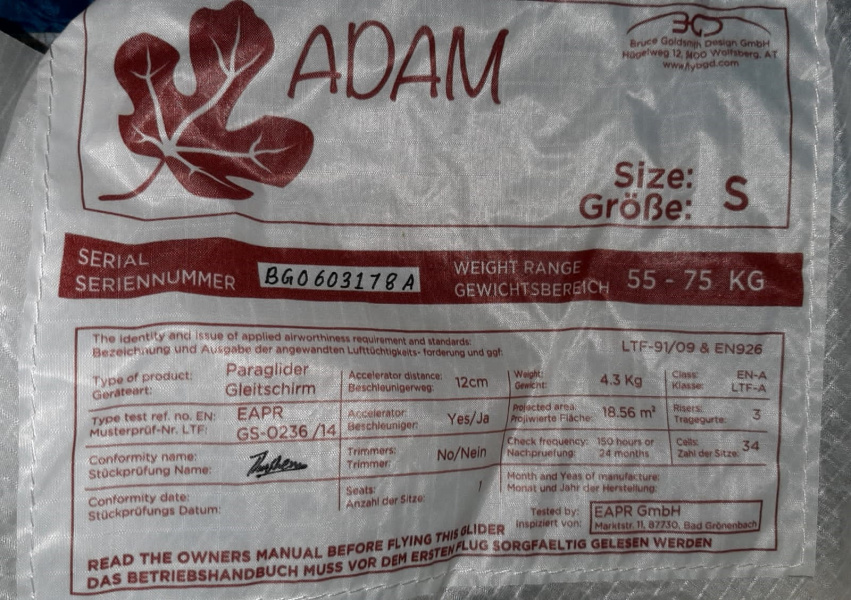 ADAM
BGD
Bruce Goldsmith Design GmbH
Hügelweg 12, 9400 Wolfsberg, AT
www.flybgd.com
Size: S
Größe:
SERIAL
SERIENNUMMER
BG0603178A
WEIGHT RANGE
GEWICHTSBEREICH
55 - 75 KG
The identity and issue of applied airworthiness requirement and standards:
Bezeichnung und Ausgabe der angewandten Lufttüchtigkeits- forderung und ggf:
LTF-91/09 & EN926
Type of product: Paraglider
Geräteart: Gleitschirm
Accelerator distance: 12cm
Beschleunigerweg:
Weight: 4.3 Kg
Gewicht:
Class: EN-A
Klasse: LTF-A
Type test ref. no. EN: EAPR
Musterprüf-Nr. LTF: GS-0236 /14
Accelerator: Yes/Ja
Beschleuniger:
Projected area: 18.56 m²
Projwierte Fläche:
Risers: 3
Tragegurte:
Conformity name:
Stückprüfung Name:
Trimmers: No/Nein
Trimmer:
Check frequency: 150 hours or
Nachpruefung: 24 months
Cells: 34
Zahl der Sitze:
Conformity date:
Stückprüfungs Datum:
Seats: 1
Anzahl der Sitze:
Month and Yeas of manufacture:
Monat und Jahr der Herstellung:
Tested by: EAPR GmbH
Inspiziert von: Marktstr. 11, 87730, Bad Grönenbach
READ THE OWNERS MANUAL BEFORE FLYING THIS GLIDER
DAS BETRIEBSHANDBUCH MUSS VOR DEM ERSTEN FLUG SORGFAELTIG GELESEN WERDEN